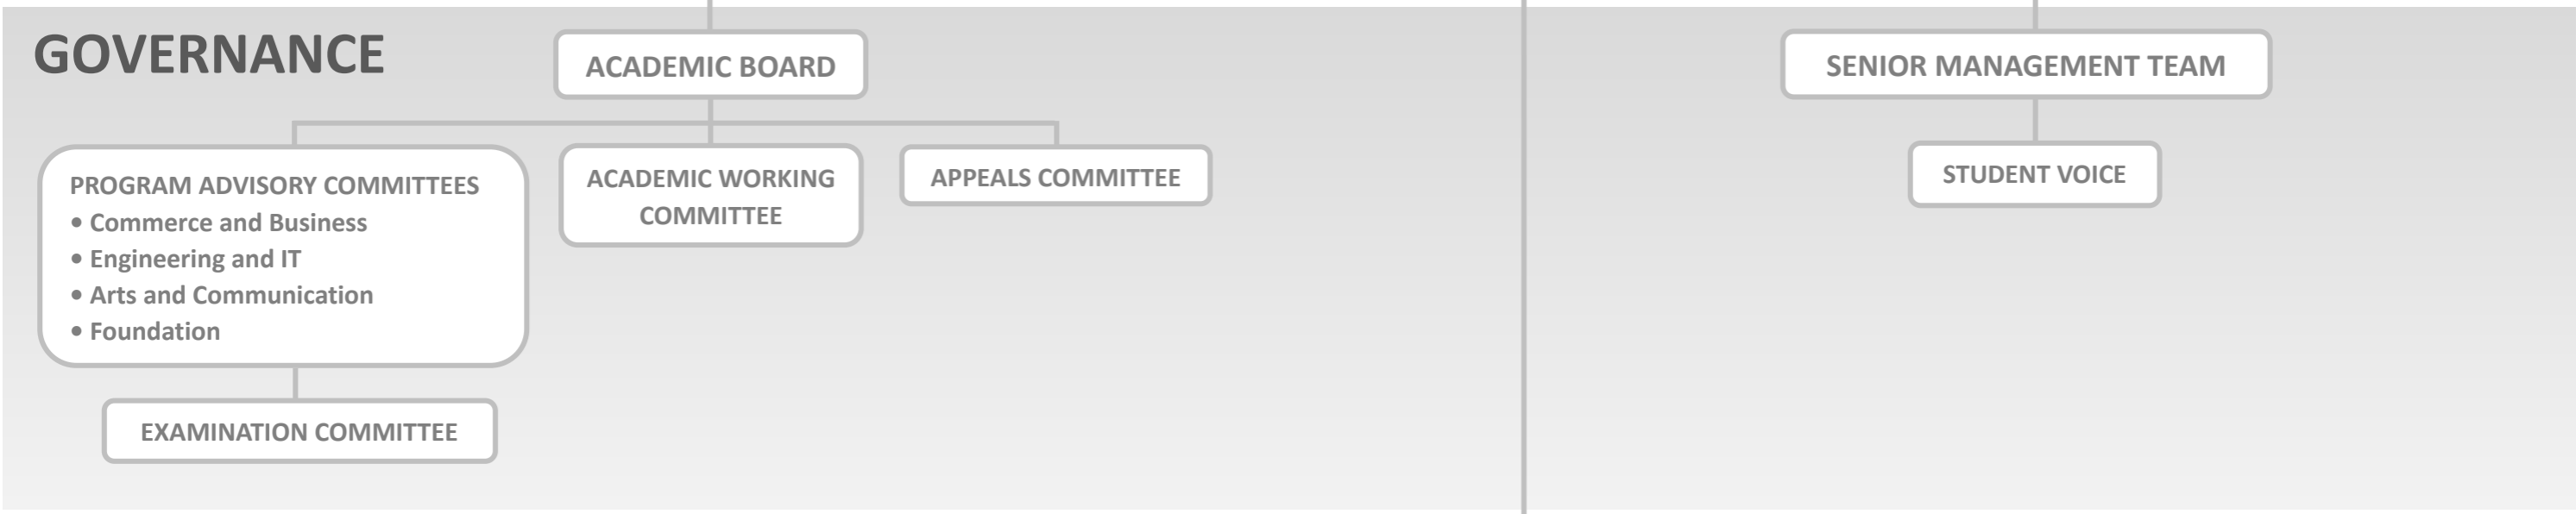 GOVERNANCE
ACADEMIC BOARD
SENIOR MANAGEMENT TEAM
PROGRAM ADVISORY COMMITTEES
• Commerce and Business
• Engineering and IT
• Arts and Communication
• Foundation
ACADEMIC WORKING
COMMITTEE
APPEALS COMMITTEE
STUDENT VOICE
EXAMINATION COMMITTEE